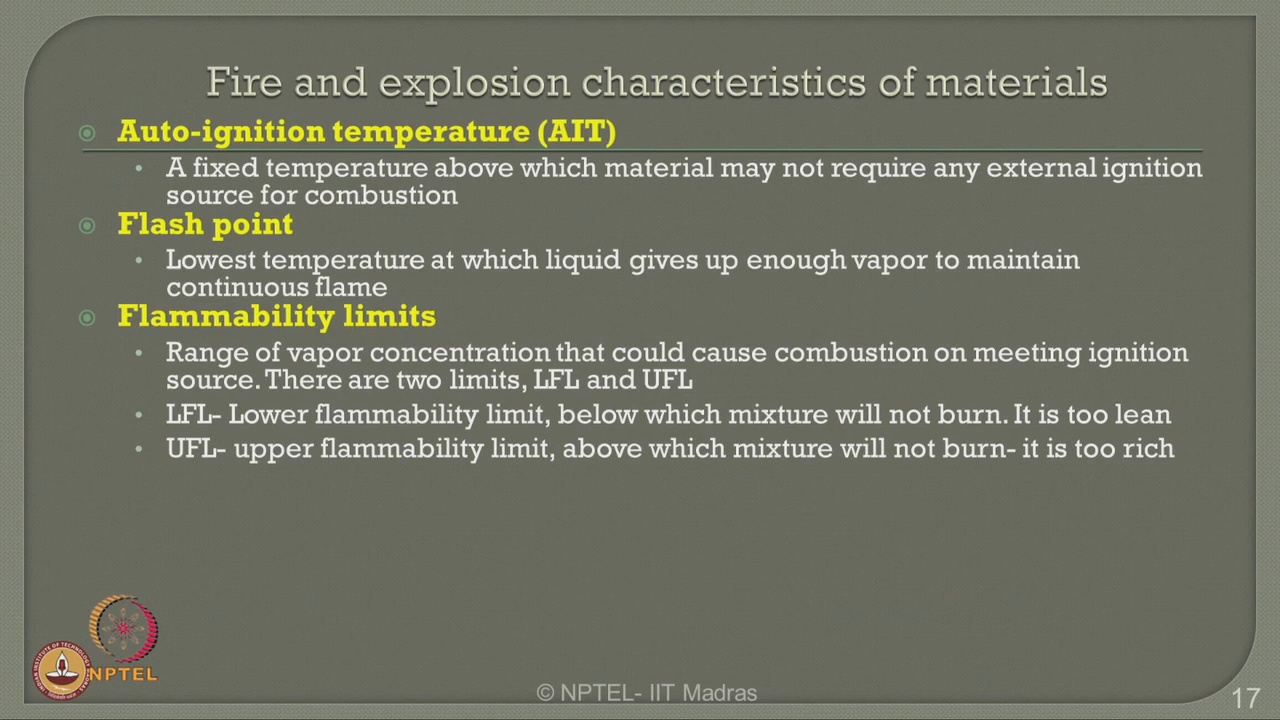 Fire and explosion characteristics of materials
Auto-ignition temperature (AIT)
A fixed temperature above which material may not require any external ignition
source for combustion
Flash point
Lowest temperature at which liquid gives up enough vapor to maintain
continuous flame
Flammability limits
Range of vapor concentration that could cause combustion on meeting ignition
source. There are two limits, LFL and UFL
LFL- Lower flammability limit, below which mixture will not burn. It is too lean
UFL- upper flammability limit, above which mixture will not burn- it is too rich
NPTEL
© NPTEL- IIT Madras
17